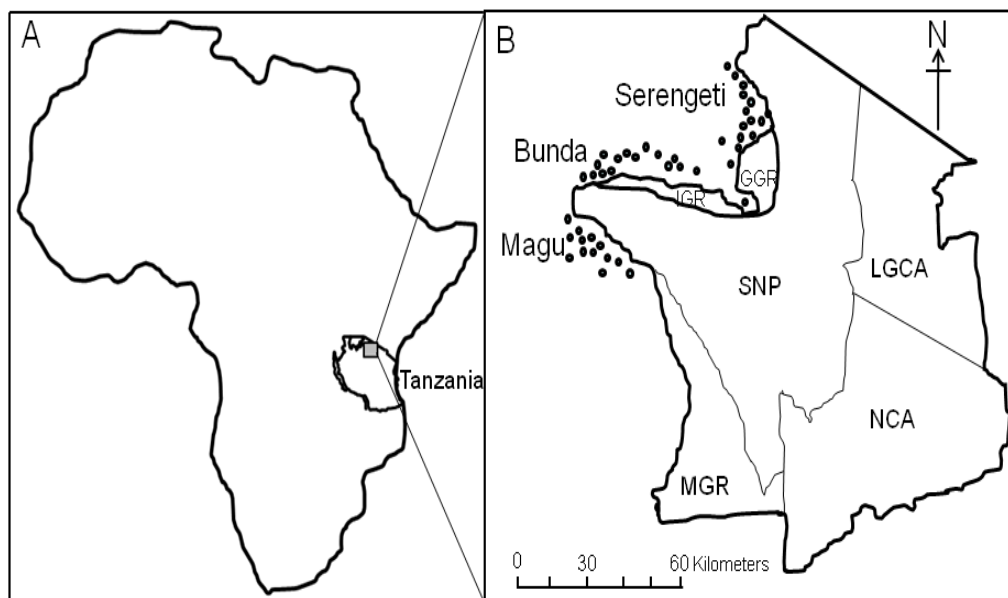 A
Tanzania
B
N
Serengeti
Bunda
GGR
IGR
Magu
SNP
LGCA
NCA
MGR
0 30 60 Kilometers